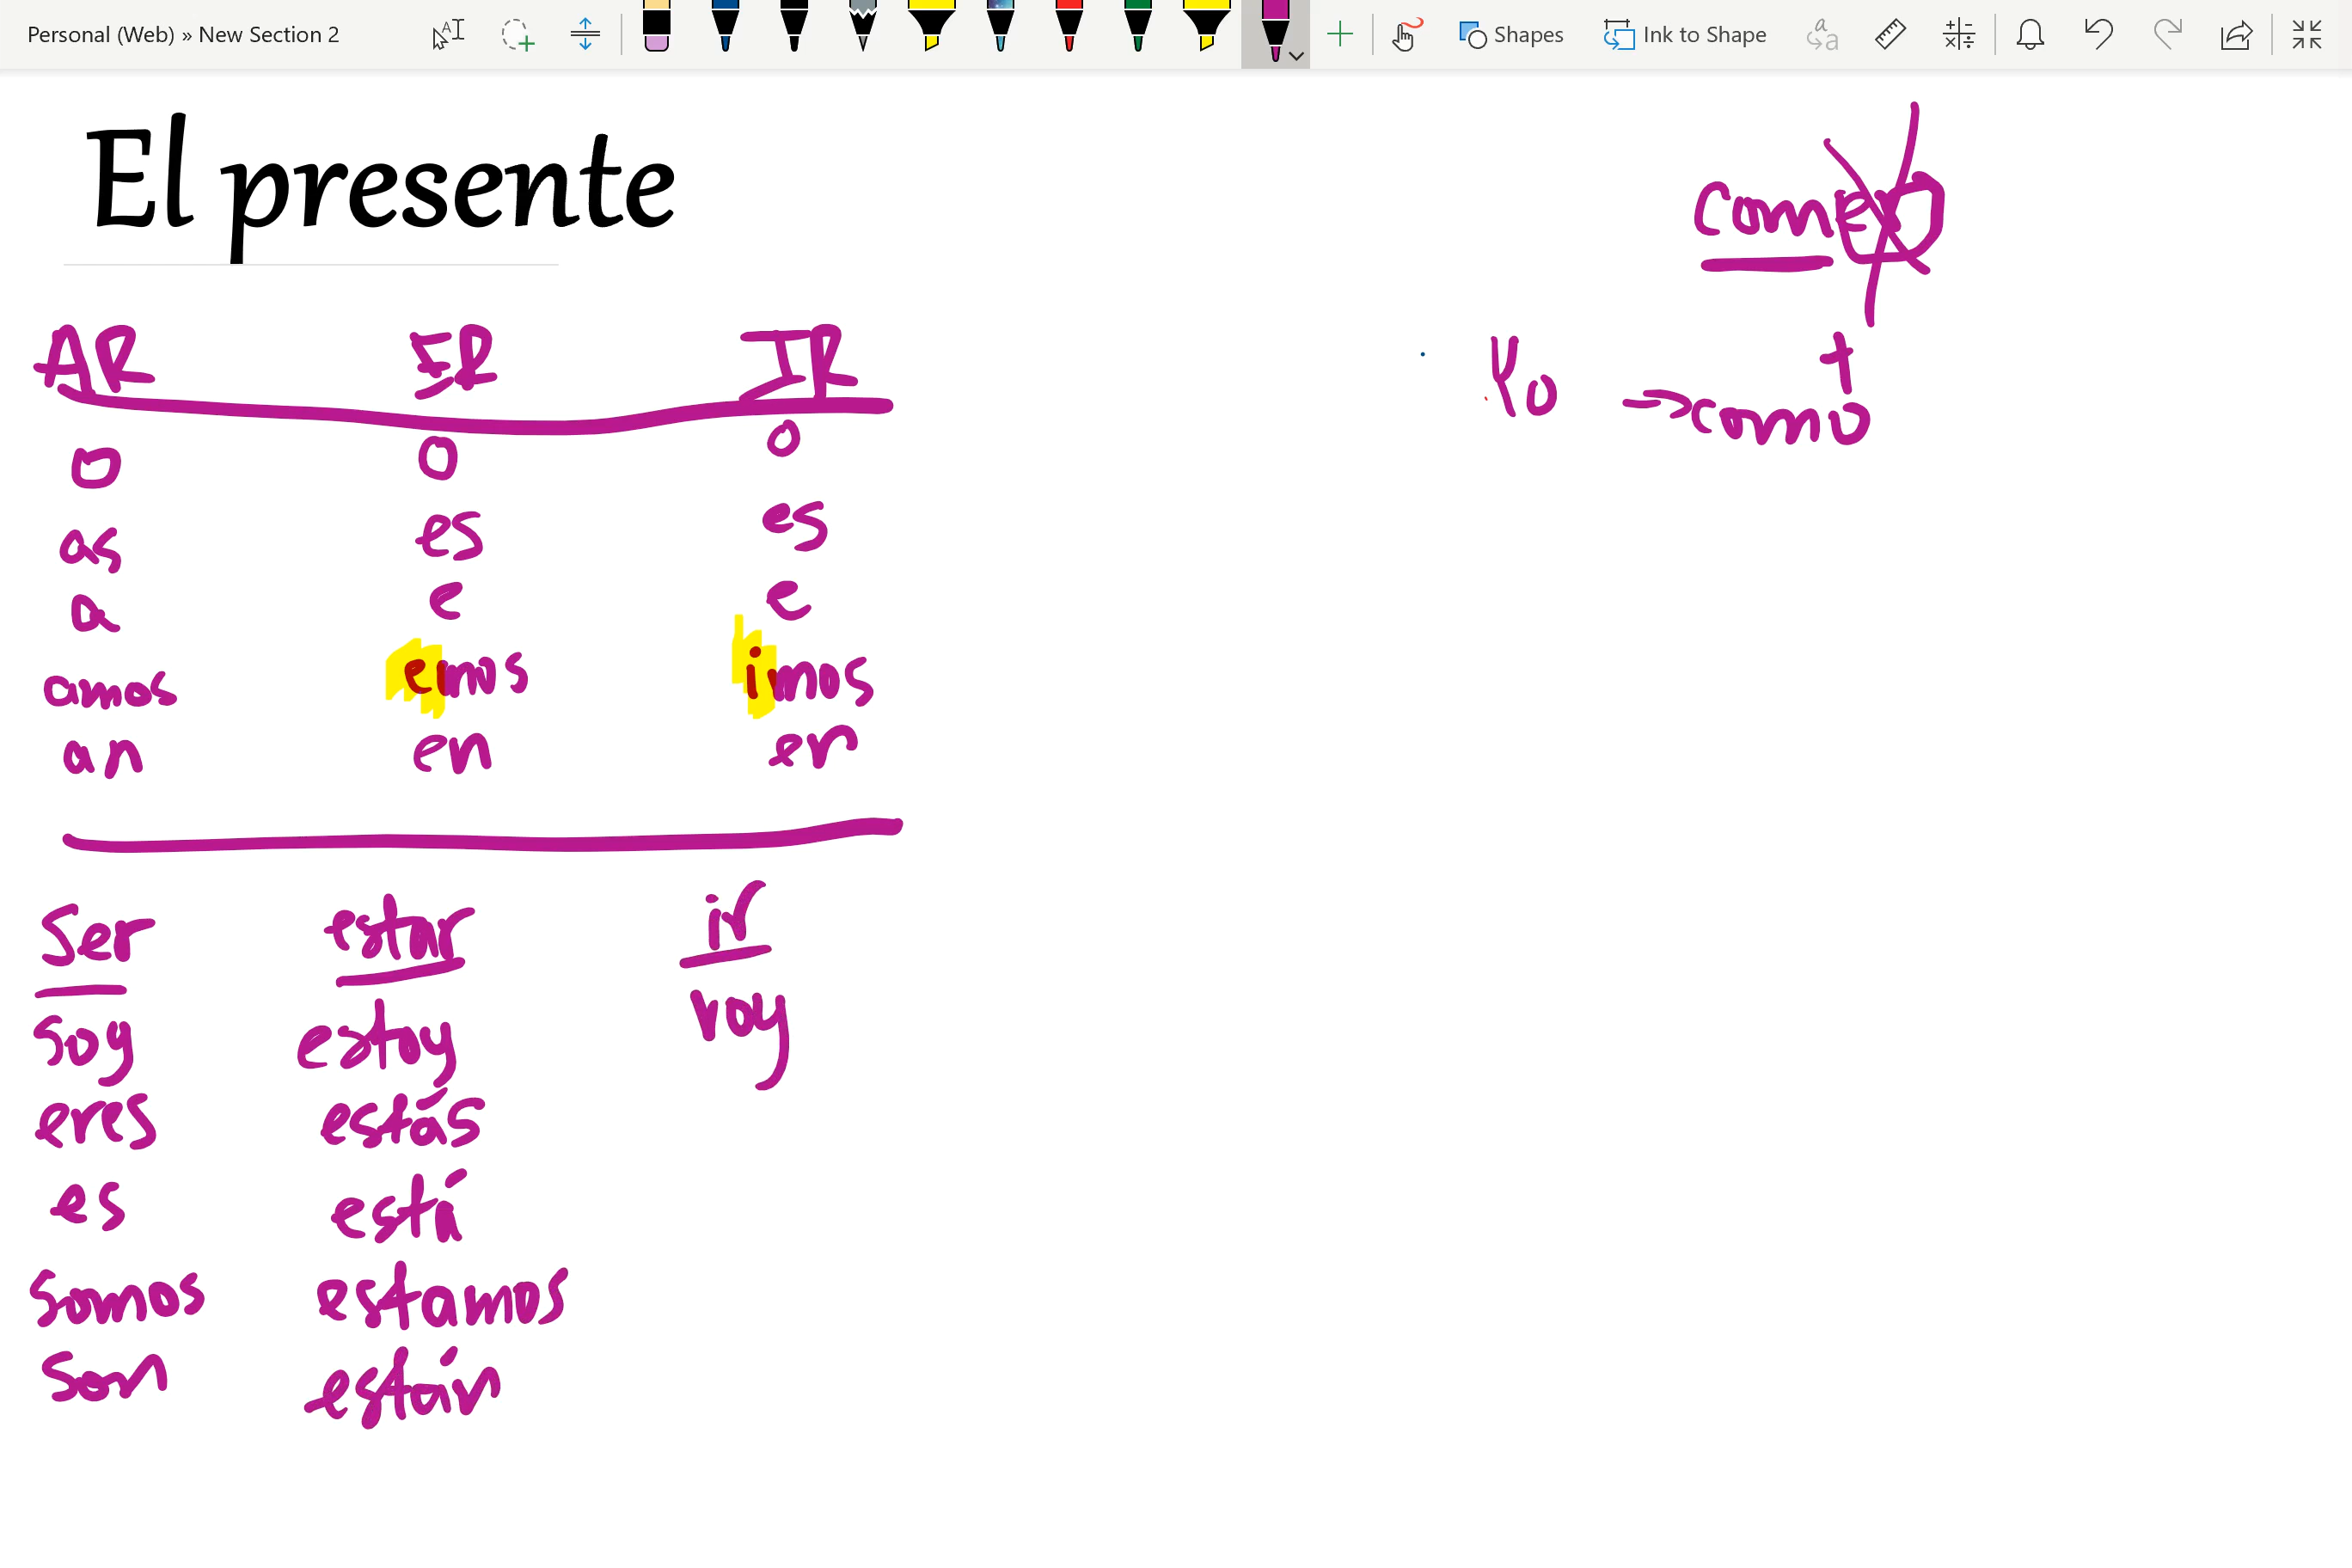 Personal (Web) » New Section 2
Shapes
Ink to Shape
El presente
comer
Yo → como
AR ER IR
o o o
as es es
a e e
amos emos imos
an en en
Ser estar ir
soy estoy voy
eres estás
es está
somos estamos
son están